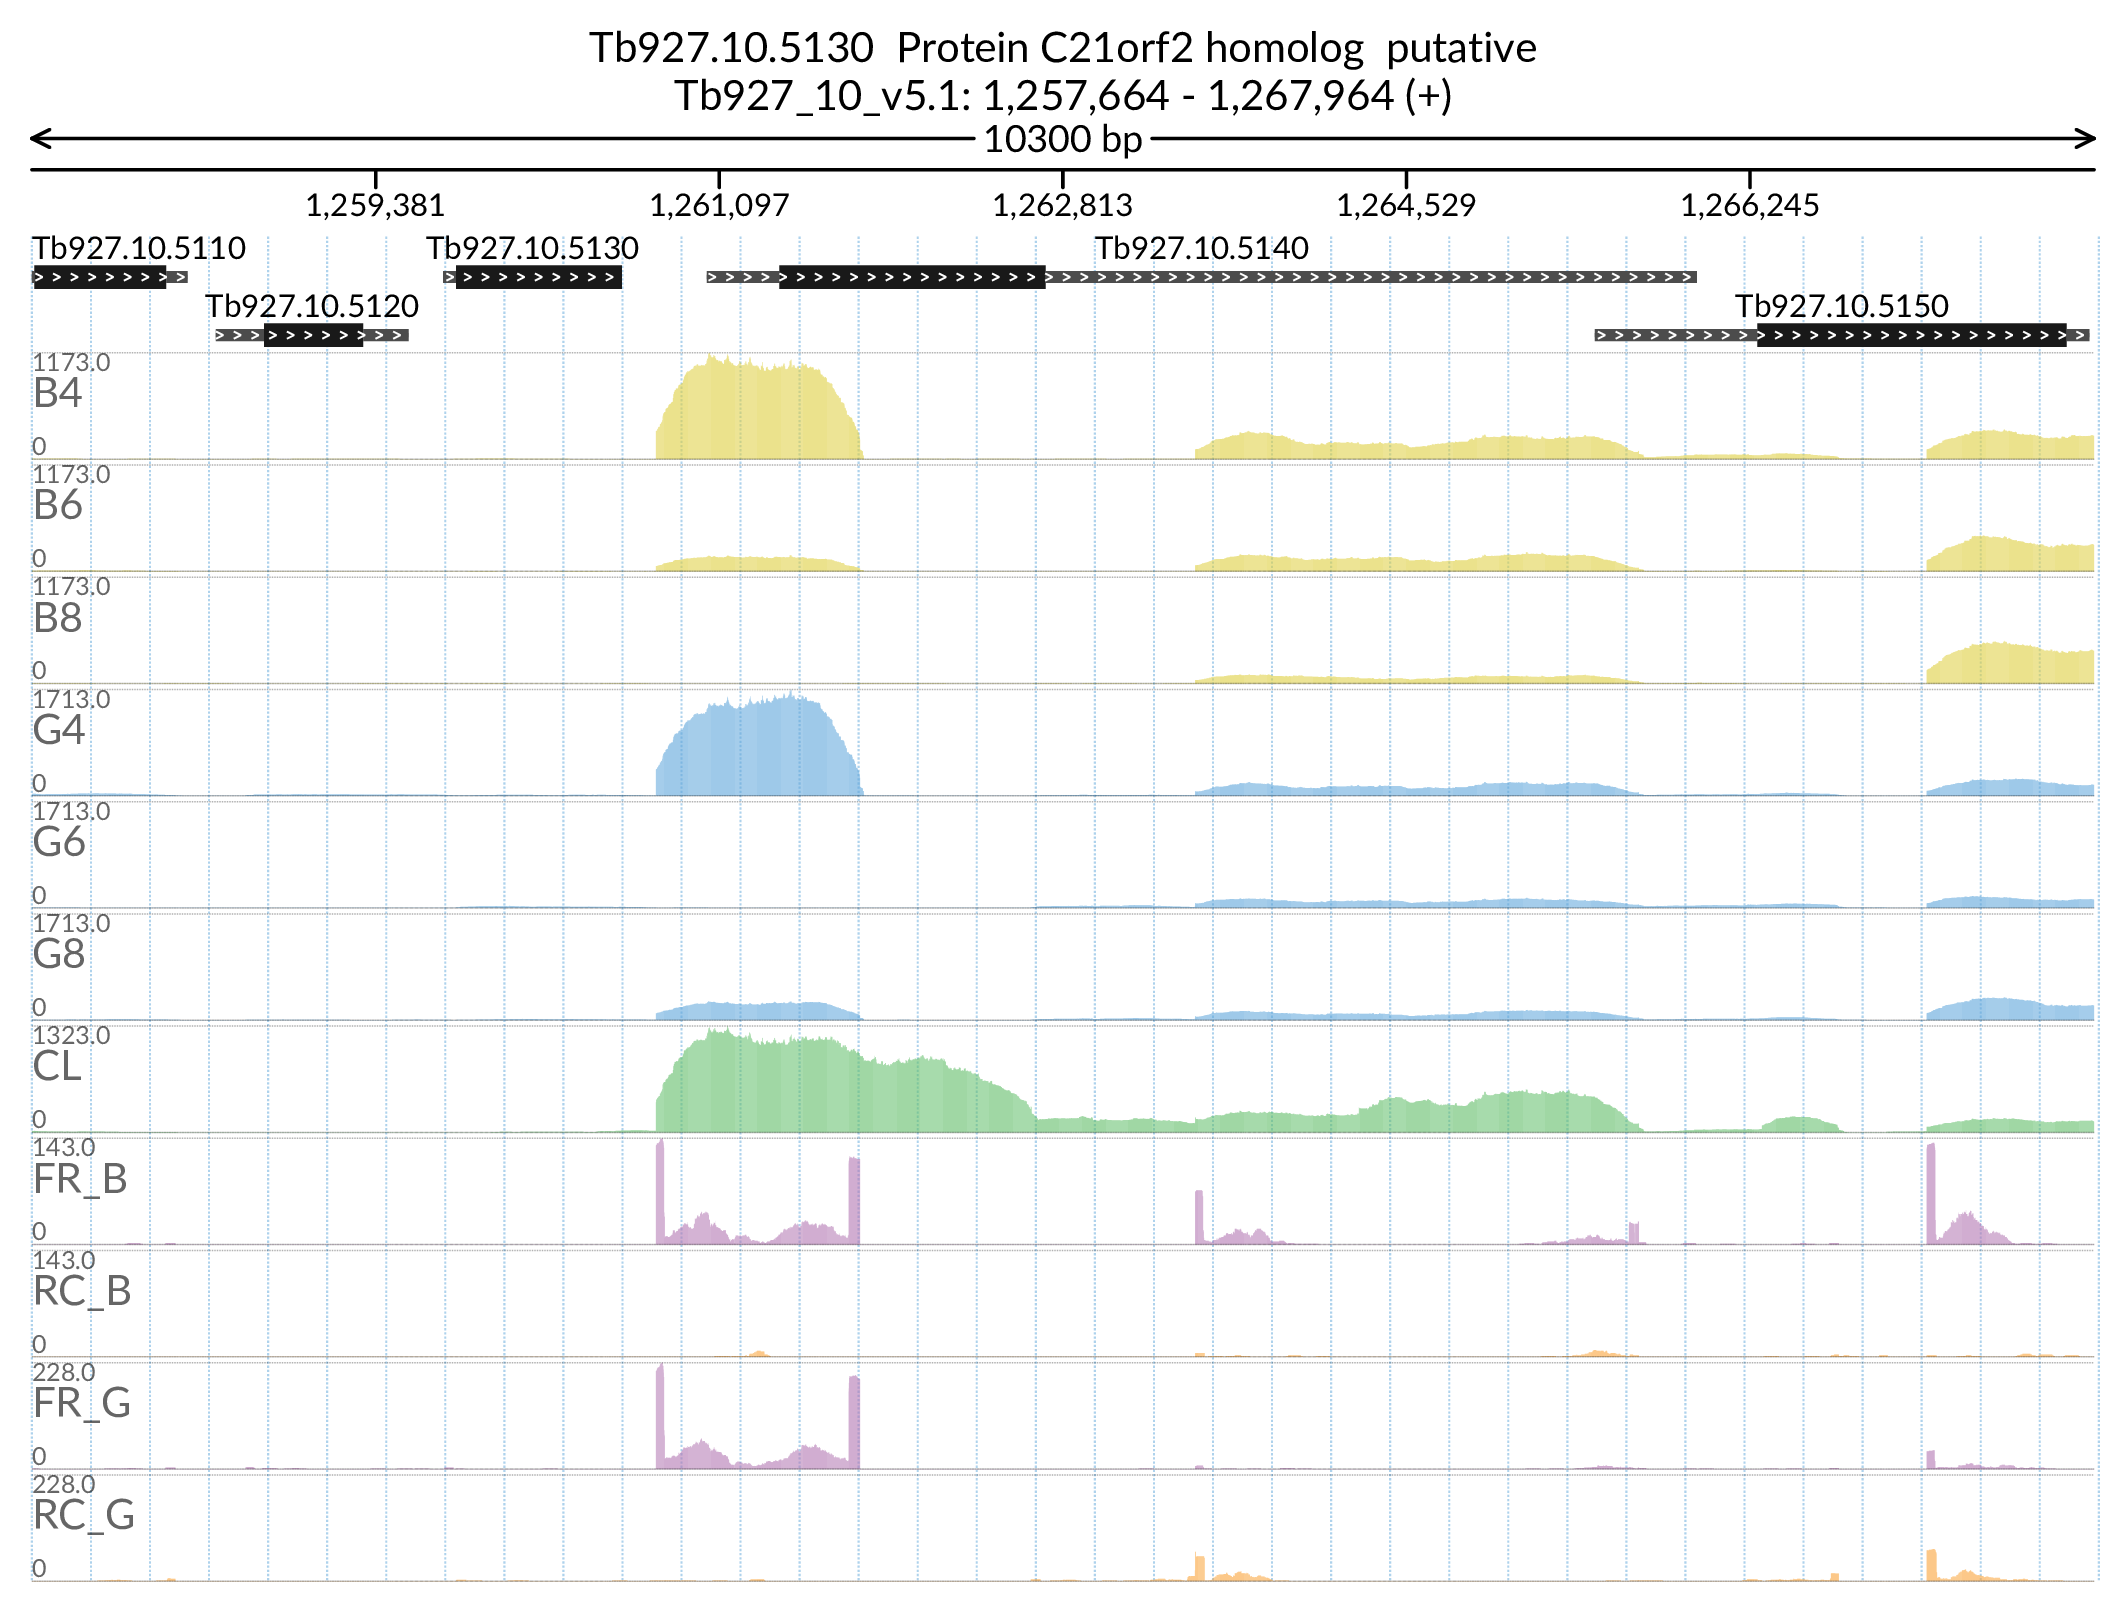 Tb927.10.5130  Protein C21orf2 homolog  putative
Tb927_10_v5.1: 1,257,664 - 1,267,964 (+)
10300 bp
1,259,381 1,261,097 1,262,813 1,264,529 1,266,245
Tb927.10.5110 Tb927.10.5130 Tb927.10.5140
Tb927.10.5120 Tb927.10.5150
1173.0
B4
0
1173.0
B6
0
1173.0
B8
0
1713.0
G4
0
1713.0
G6
0
1713.0
G8
0
1323.0
CL
0
143.0
FR_B
0
143.0
RC_B
0
228.0
FR_G
0
228.0
RC_G
0